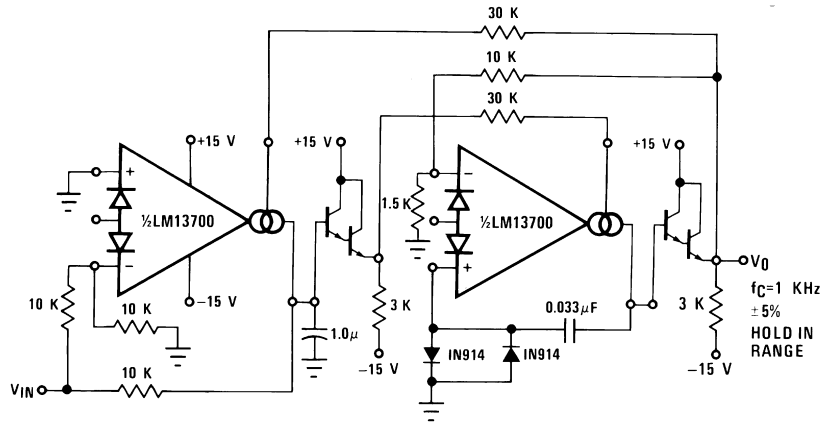 30 K
10 K
30 K
+15 V
+15 V
+15 V
+
−
1.5 K
½LM13700
½LM13700
−
+
V₀
10 K
10 K
−15 V
1.0μ
3 K
0.033μF
3 K
fC=1 KHz
±5%
HOLD IN
RANGE
−15 V
IN914
IN914
−15 V
10 K
VIN